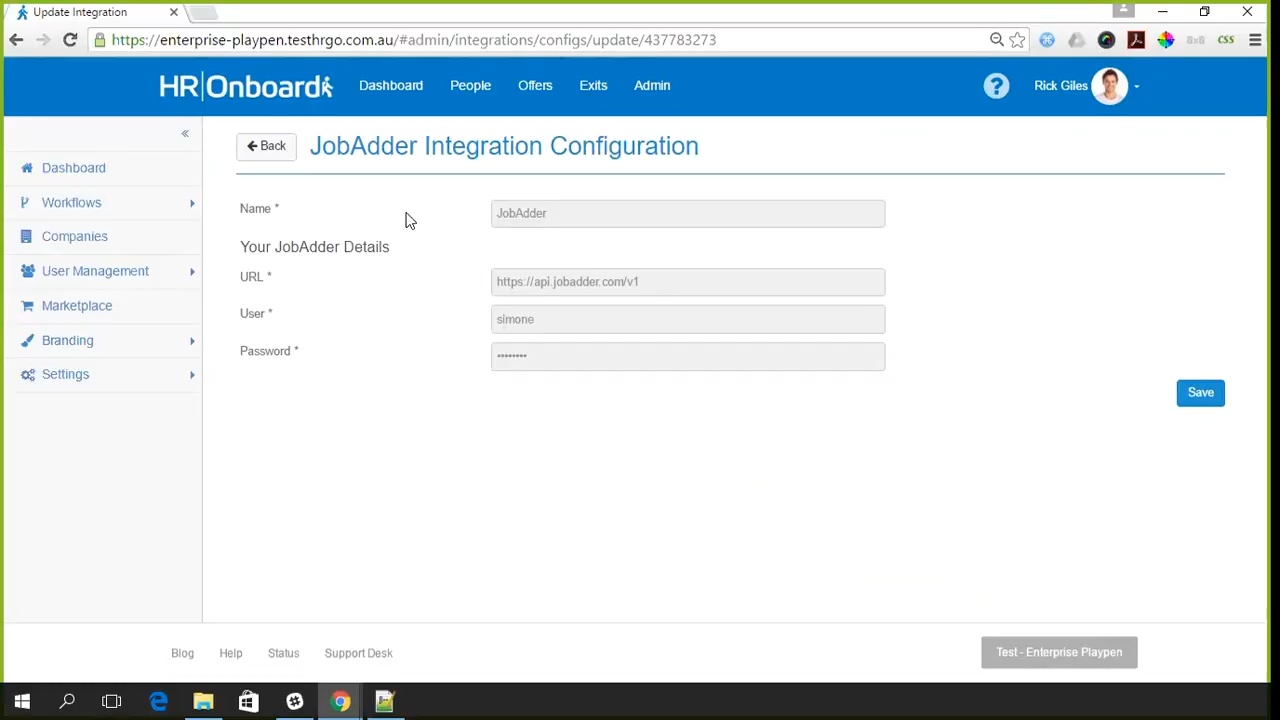 Update Integration
https://enterprise-playpen.testhrgo.com.au/#admin/integrations/configs/update/437783273
CSS
HR|Onboard
Dashboard People Offers Exits Admin
? Rick Giles
«
Dashboard
Workflows
Companies
User Management
Marketplace
Branding
Settings
Back
JobAdder Integration Configuration
Name *
JobAdder
Your JobAdder Details
URL *
https://api.jobadder.com/v1
User *
simone
Password *
••••••••
Save
Blog Help Status Support Desk
Test - Enterprise Playpen